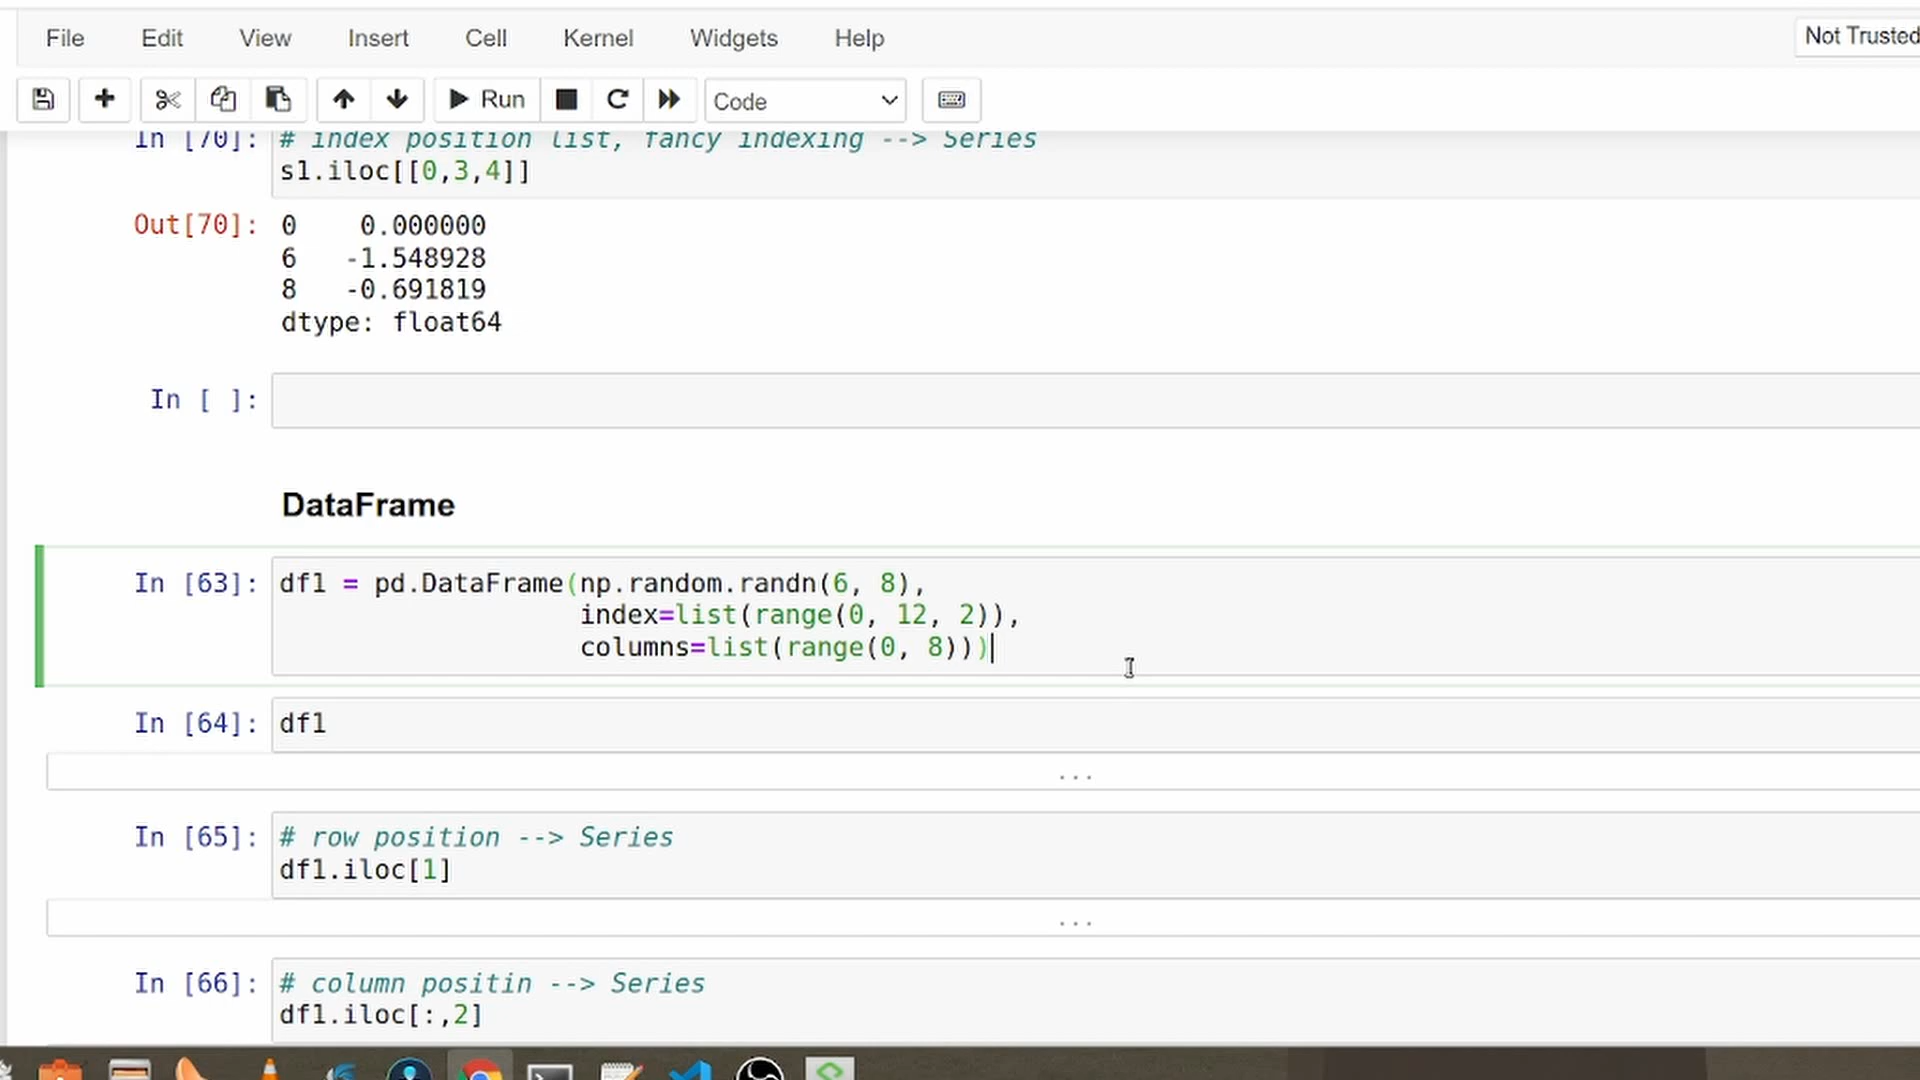 File Edit View Insert Cell Kernel Widgets Help Not Trusted
Run Code
In [70]: # index position list, fancy indexing --> Series
s1.iloc[[0,3,4]]
Out[70]: 0    0.000000
6   -1.548928
8   -0.691819
dtype: float64
In [ ]:
DataFrame
In [63]: df1 = pd.DataFrame(np.random.randn(6, 8),
index=list(range(0, 12, 2)),
columns=list(range(0, 8)))
In [64]: df1
...
In [65]: # row position --> Series
df1.iloc[1]
...
In [66]: # column positin --> Series
df1.iloc[:,2]